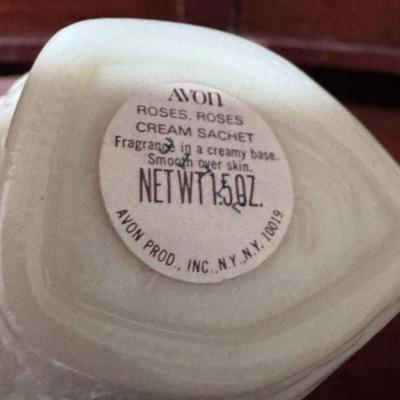 AVON
ROSES, ROSES
CREAM SACHET
Fragrance in a creamy base.
Smooth over skin.
NET WT 1.5 OZ.
AVON PROD., INC., N.Y., N.Y. 10019